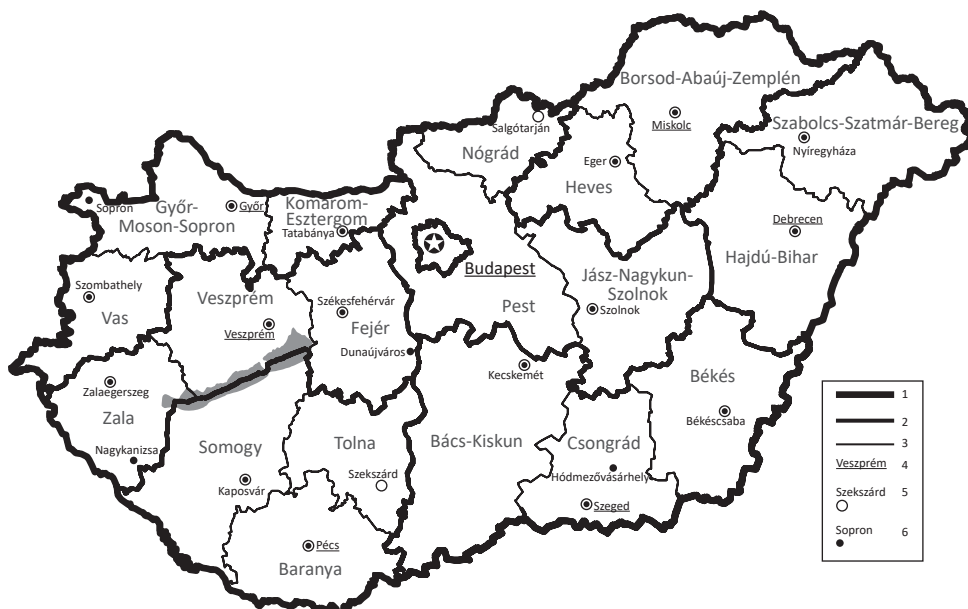 Borsod-Abaúj-Zemplén
Miskolc
Szabolcs-Szatmár-Bereg
Nyíregyháza
Salgótarján
Nógrád
Eger
Heves
Sopron
Győr-
Moson-Sopron
Győr
Komárom-
Esztergom
Tatabánya
Budapest
Pest
Debrecen
Hajdú-Bihar
Jász-Nagykun-
Szolnok
Szolnok
Szombathely
Vas
Veszprém
Veszprém
Székesfehérvár
Fejér
Dunaújváros
Kecskemét
Békés
Békéscsaba
Zalaegerszeg
Zala
Nagykanizsa
Somogy
Kaposvár
Tolna
Szekszárd
Bács-Kiskun
Csongrád
Hódmezővásárhely
Szeged
Pécs
Baranya
1
2
3
Veszprém 4
Szekszárd 5
Sopron 6